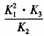 K₁² · K₃
K₂